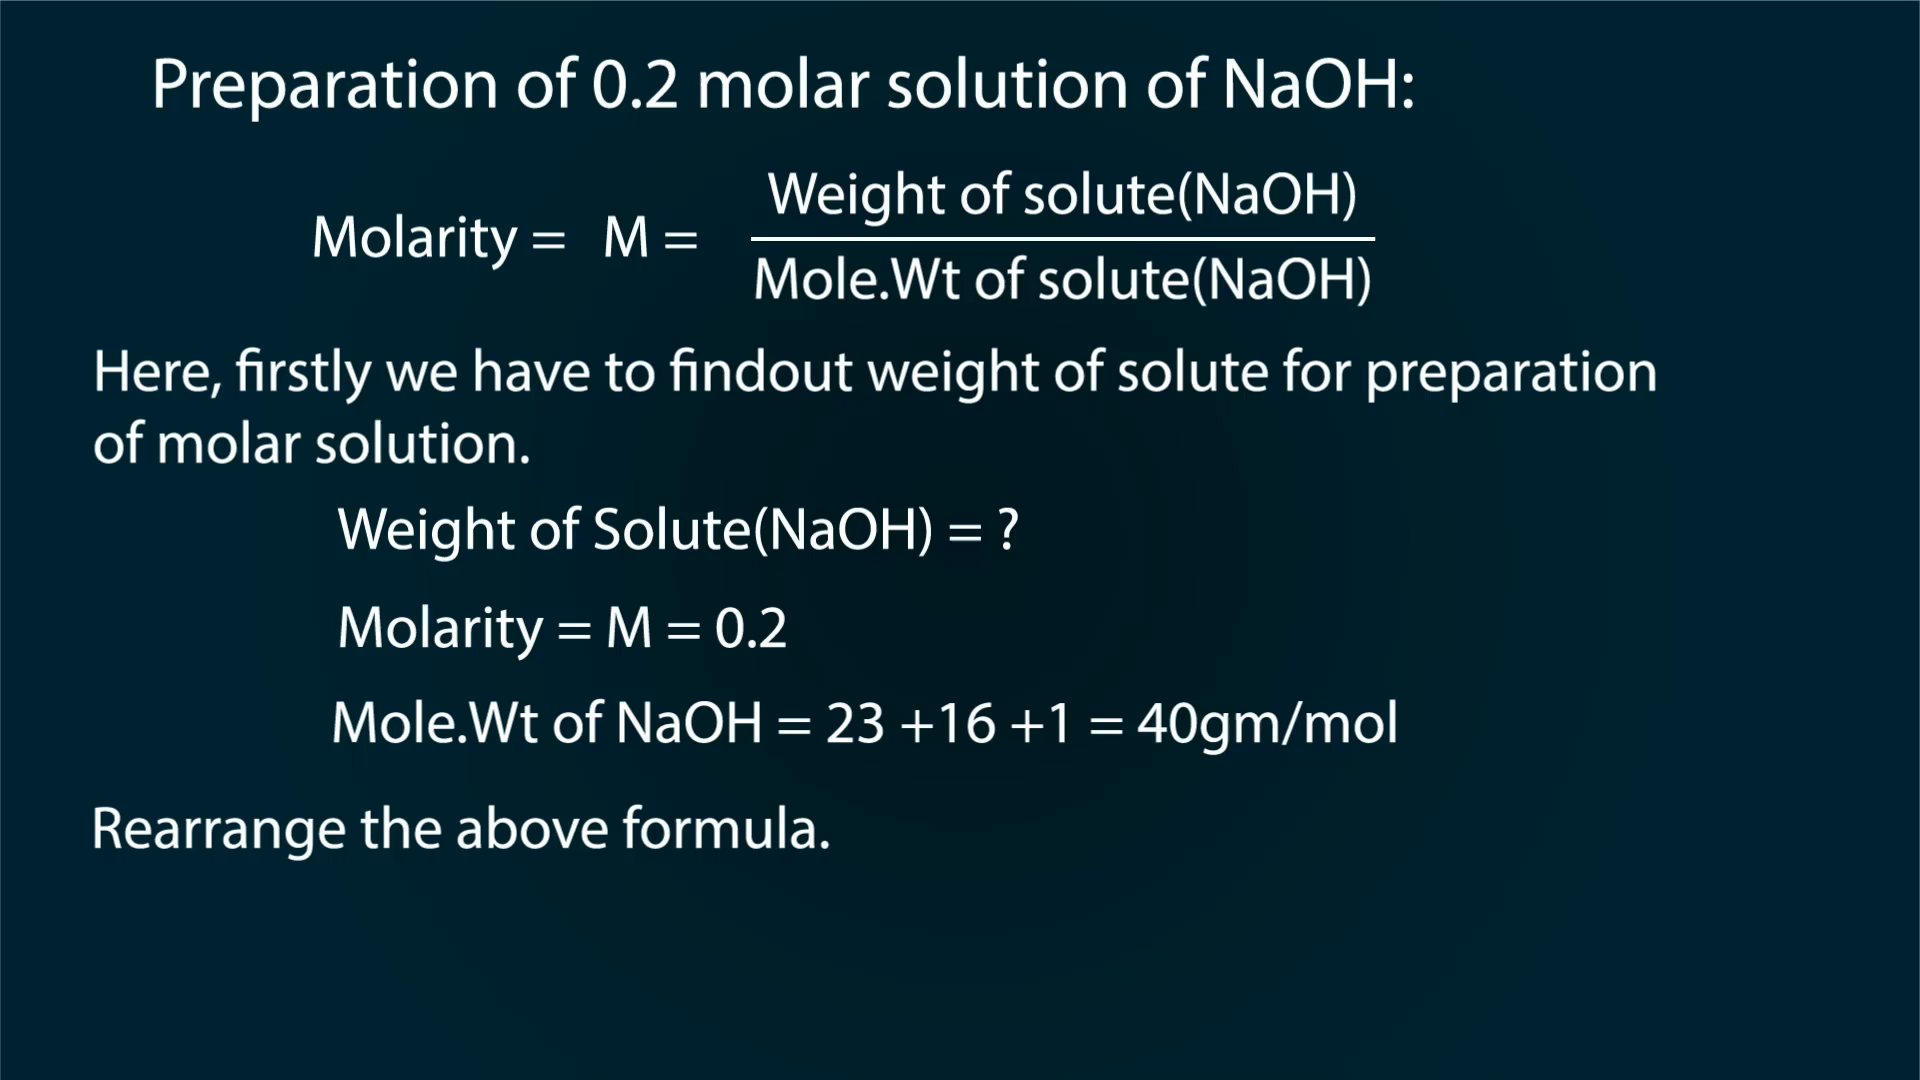 Preparation of 0.2 molar solution of NaOH:
Molarity = M = Weight of solute(NaOH)
Mole.Wt of solute(NaOH)
Here, firstly we have to findout weight of solute for preparation
of molar solution.
Weight of Solute(NaOH) = ?
Molarity = M = 0.2
Mole.Wt of NaOH = 23 +16 +1 = 40gm/mol
Rearrange the above formula.